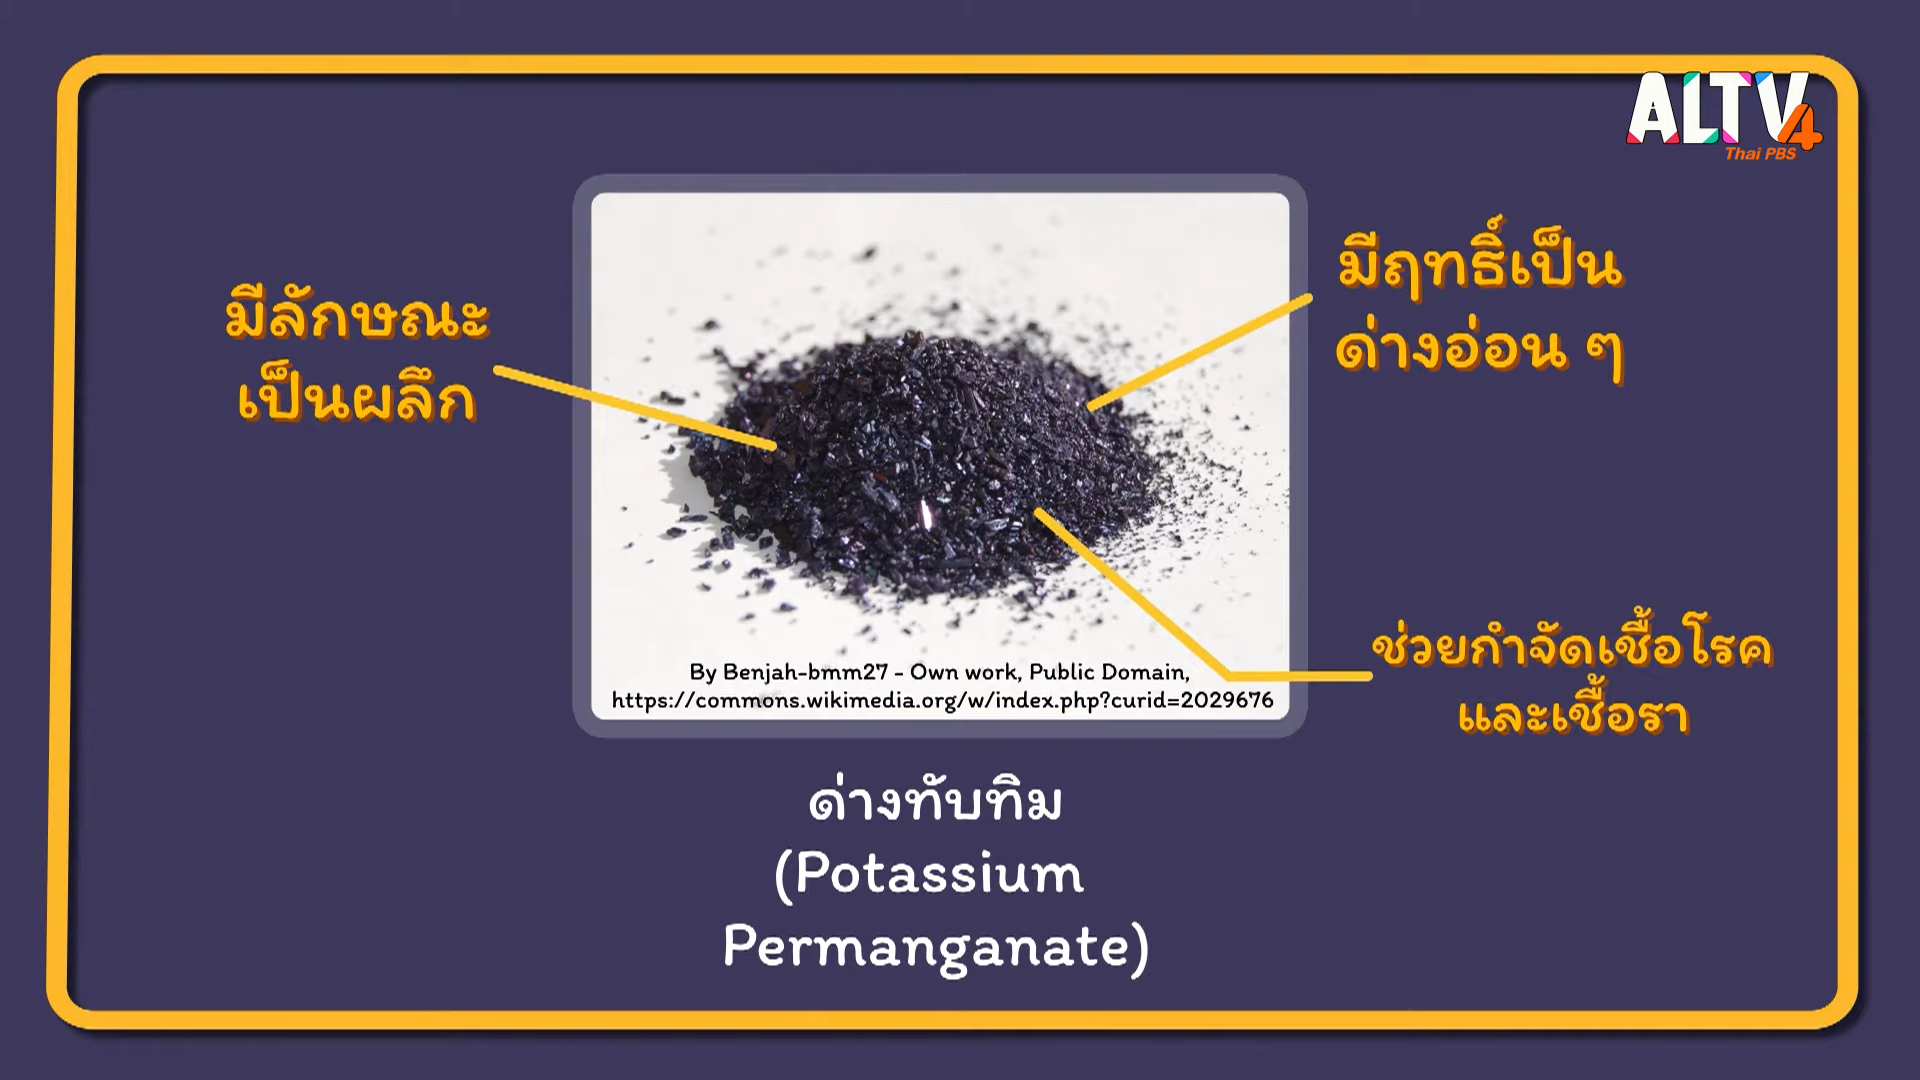 ALTV4
Thai PBS
มีลักษณะ
เป็นผลึก
มีฤทธิ์เป็น
ด่างอ่อน ๆ
ช่วยกำจัดเชื้อโรค
และเชื้อรา
By Benjah-bmm27 - Own work, Public Domain,
https://commons.wikimedia.org/w/index.php?curid=2029676
ด่างทับทิม
(Potassium
Permanganate)